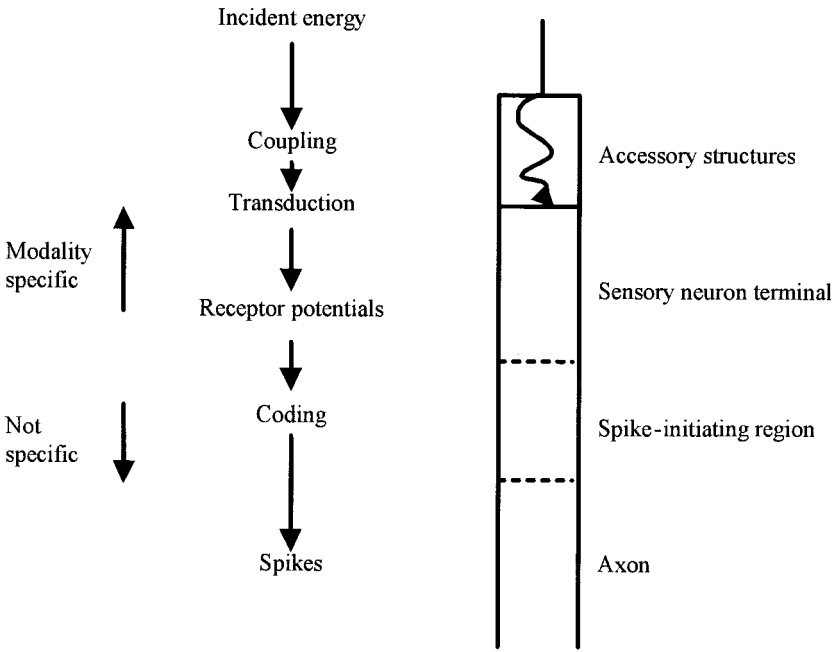 Incident energy
Coupling
Accessory structures
Transduction
Modality
specific
Sensory neuron terminal
Receptor potentials
Coding
Not
specific
Spike-initiating region
Spikes
Axon